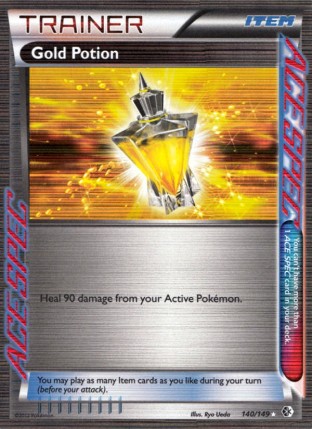 TRAINER ITEM
Gold Potion
ACE SPEC
ACE SPEC
You can't have more than
1 ACE SPEC card in your deck.
Heal 90 damage from your Active Pokémon.
You may play as many Item cards as you like during your turn
(before your attack).
Illus. Ryo Ueda 140/149